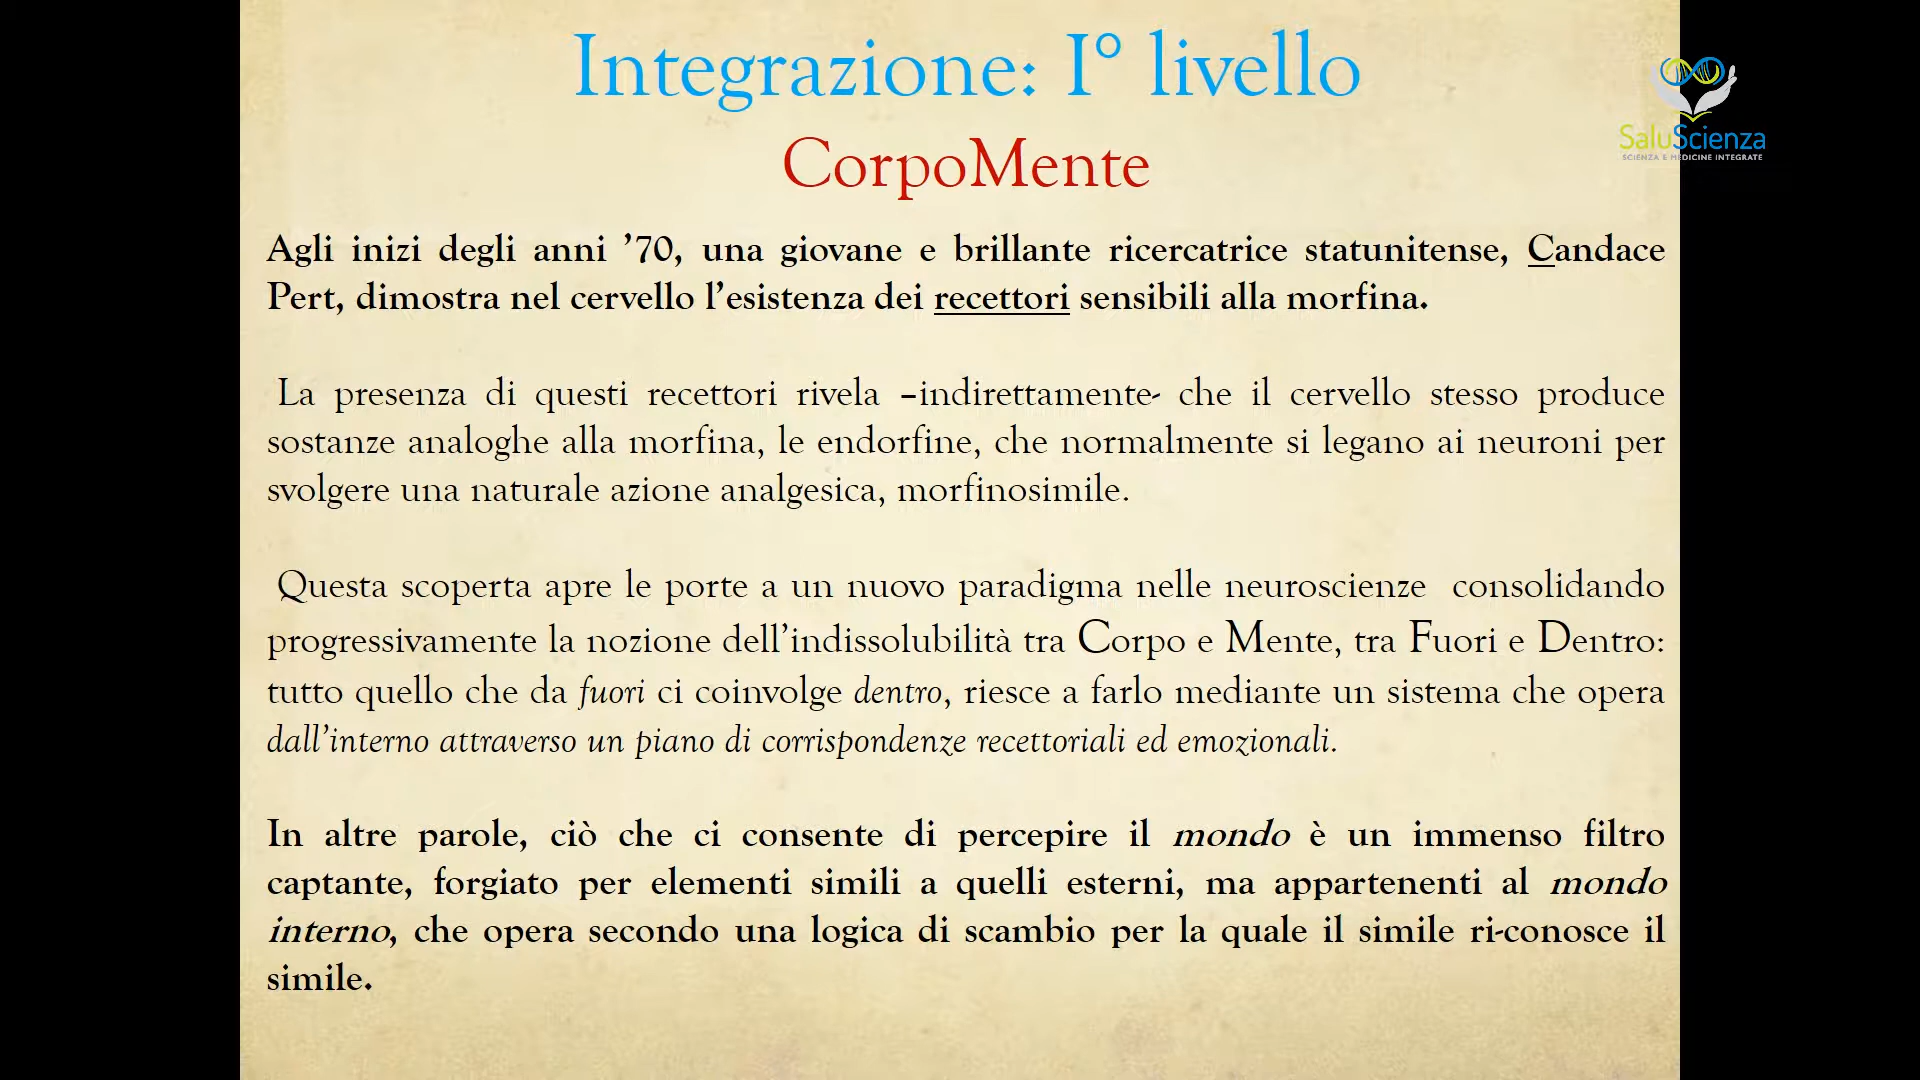 Integrazione: I° livello
CorpoMente
SaluScienza
SCIENZA E MEDICINE INTEGRATE
Agli inizi degli anni ’70, una giovane e brillante ricercatrice statunitense, Candace
Pert, dimostra nel cervello l’esistenza dei recettori sensibili alla morfina.
La presenza di questi recettori rivela –indirettamente- che il cervello stesso produce
sostanze analoghe alla morfina, le endorfine, che normalmente si legano ai neuroni per
svolgere una naturale azione analgesica, morfinosimile.
Questa scoperta apre le porte a un nuovo paradigma nelle neuroscienze consolidando
progressivamente la nozione dell’indissolubilità tra Corpo e Mente, tra Fuori e Dentro:
tutto quello che da fuori ci coinvolge dentro, riesce a farlo mediante un sistema che opera
dall’interno attraverso un piano di corrispondenze recettoriali ed emozionali.
In altre parole, ciò che ci consente di percepire il mondo è un immenso filtro
captante, forgiato per elementi simili a quelli esterni, ma appartenenti al mondo
interno, che opera secondo una logica di scambio per la quale il simile ri-conosce il
simile.